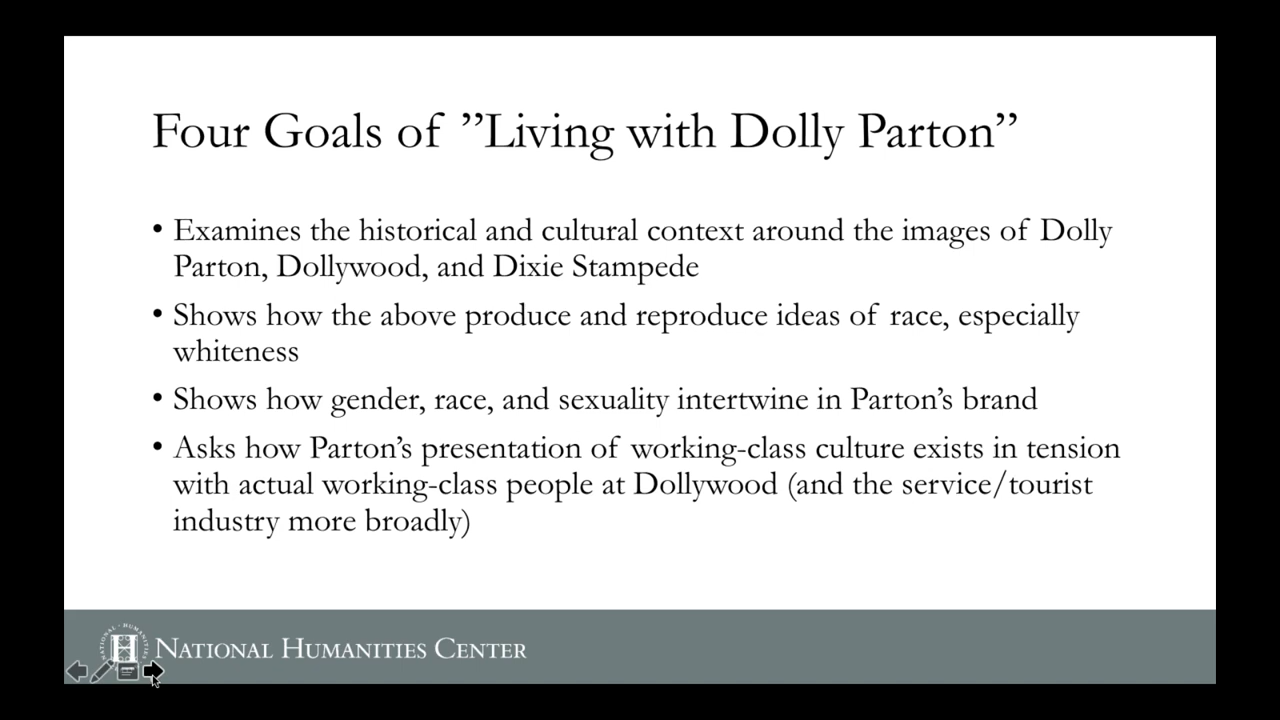 Four Goals of ”Living with Dolly Parton”
• Examines the historical and cultural context around the images of Dolly
Parton, Dollywood, and Dixie Stampede
• Shows how the above produce and reproduce ideas of race, especially
whiteness
• Shows how gender, race, and sexuality intertwine in Parton’s brand
• Asks how Parton’s presentation of working-class culture exists in tension
with actual working-class people at Dollywood (and the service/tourist
industry more broadly)
NATIONAL HUMANITIES CENTER